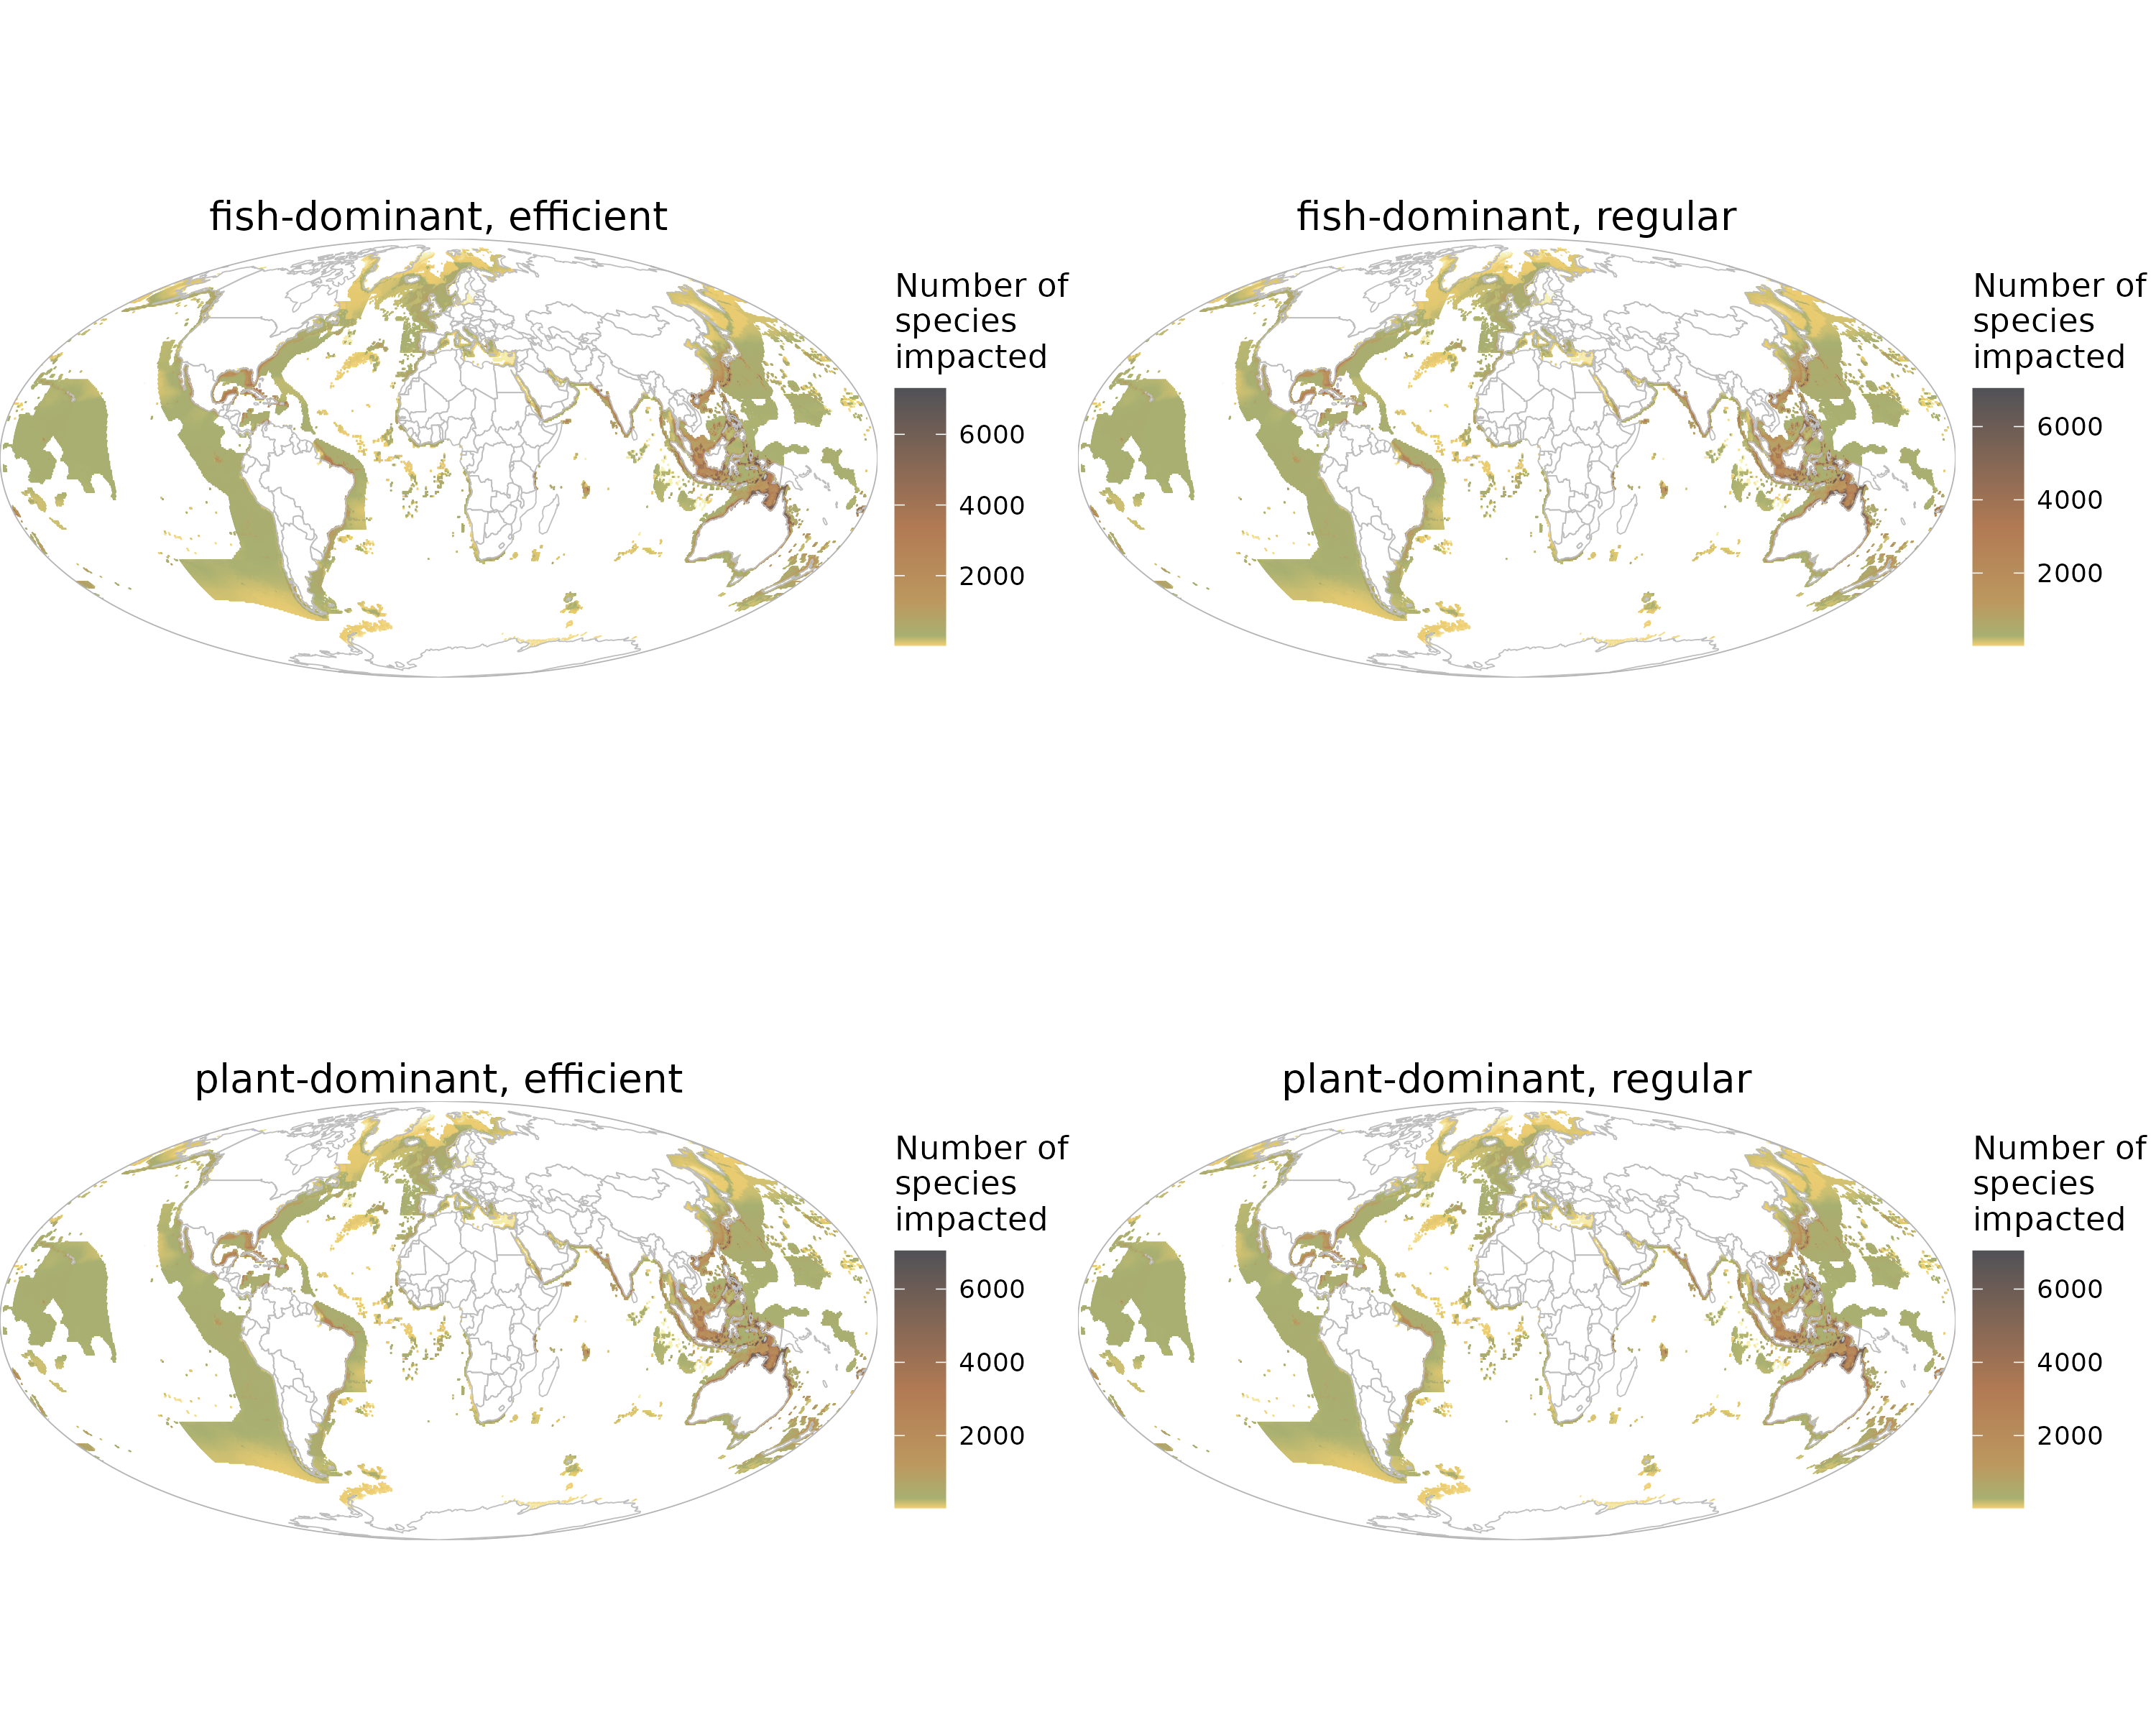 fish-dominant, efficient
Number of
species
impacted
6000
4000
2000
fish-dominant, regular
Number of
species
impacted
6000
4000
2000
plant-dominant, efficient
Number of
species
impacted
6000
4000
2000
plant-dominant, regular
Number of
species
impacted
6000
4000
2000